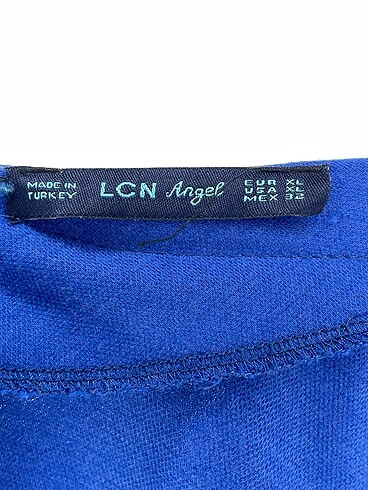 MADE IN
TURKEY
LCN Angel
EUR XL
USA XL
MEX 32